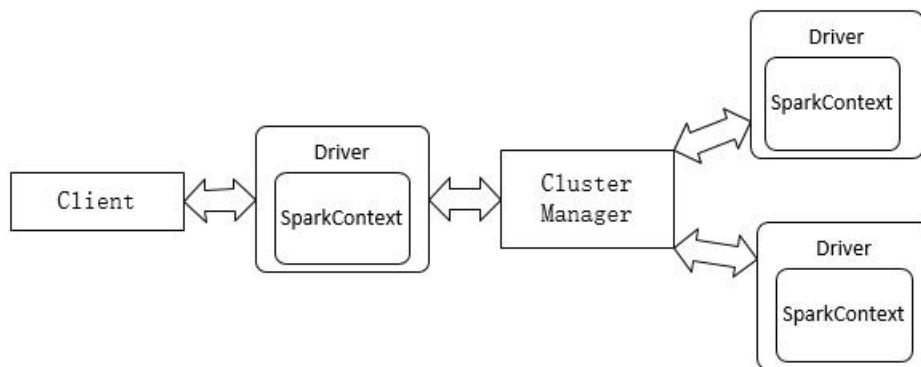 Driver
SparkContext
Driver
SparkContext
Client
Cluster
Manager
Driver
SparkContext